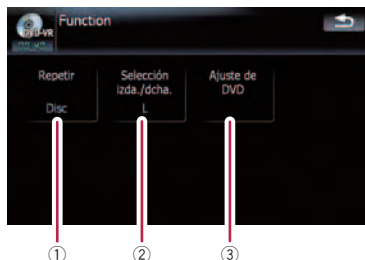 Function
DVD-VR
Repetir
Disc
Selección
izda./dcha.
L
Ajuste de
DVD
① ② ③